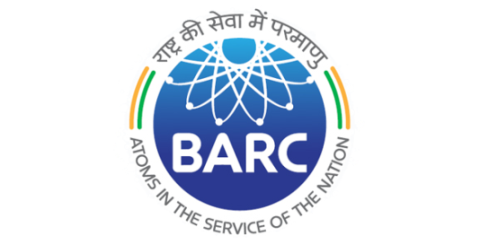 राष्ट्र की सेवा में परमाणु
BARC
ATOMS IN THE SERVICE OF THE NATION